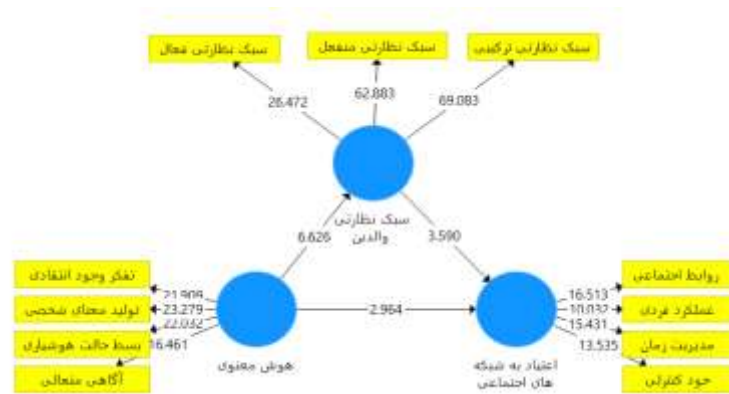 سبک نظارتی فعال
سبک نظارتی منفعل
سبک نظارتی ترکیبی
26.472
62.883
69.083
سبک نظارتی
والدین
6.626
3.590
تفکر وجود انتقادی
تولید معنای شخصی
بسط حالت هوشیاری
آگاهی متعالی
21.909
23.279
22.032
16.461
هوش معنوی
2.964
اعتیاد به شبکه
های اجتماعی
16.513
10.032
15.431
13.535
روابط اجتماعی
عملکرد فردی
مدیریت زمان
خود کنترلی